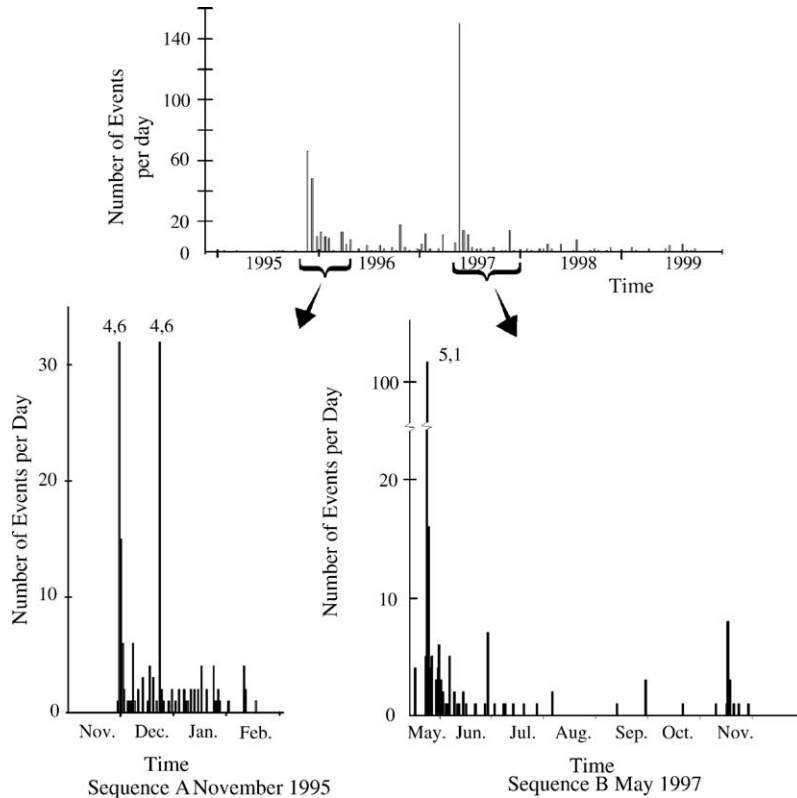 Number of Events
per day
140
100
60
20
0
1995 1996 1997 1998 1999
Time
Number of Events per Day
4,6 4,6
30
20
10
0
Nov. Dec. Jan. Feb.
Time
Sequence A November 1995
Number of Events per Day
5,1
100
20
10
0
May. Jun. Jul. Aug. Sep. Oct. Nov.
Time
Sequence B May 1997